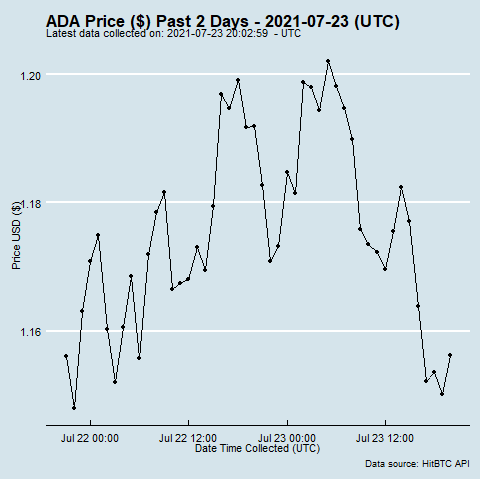 ADA Price ($) Past 2 Days - 2021-07-23 (UTC)
Latest data collected on: 2021-07-23 20:02:59 - UTC
1.20
1.18
Price USD ($)
1.16
Jul 22 00:00 Jul 22 12:00 Jul 23 00:00 Jul 23 12:00
Date Time Collected (UTC)
Data source: HitBTC API